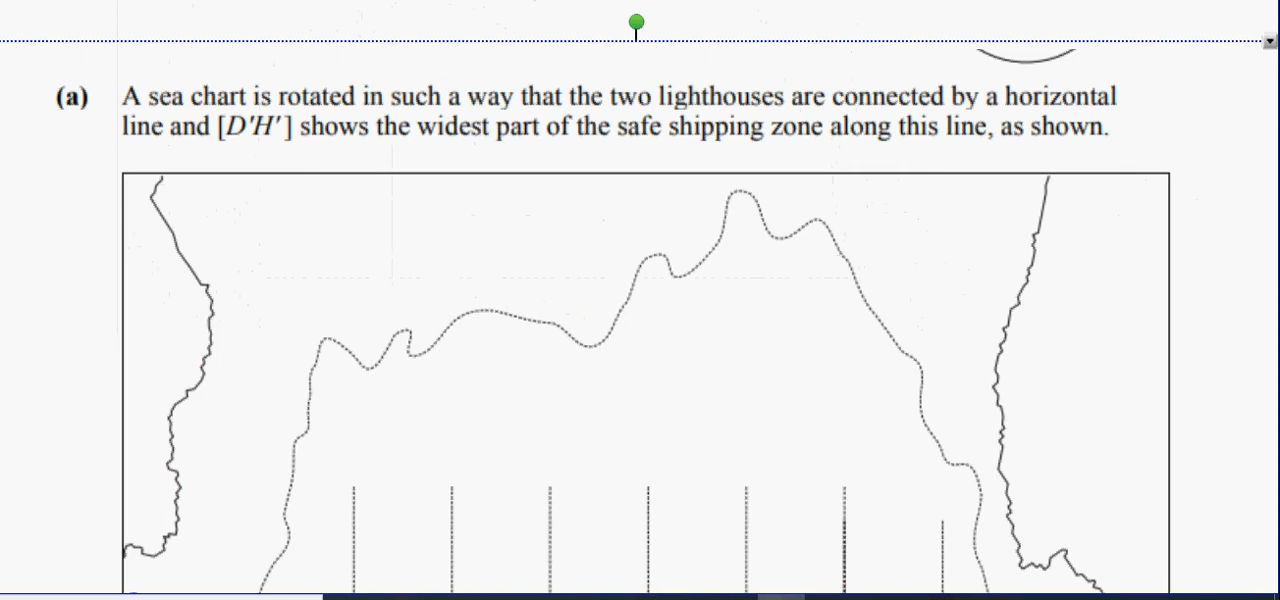 (a) A sea chart is rotated in such a way that the two lighthouses are connected by a horizontal
line and [D'H'] shows the widest part of the safe shipping zone along this line, as shown.